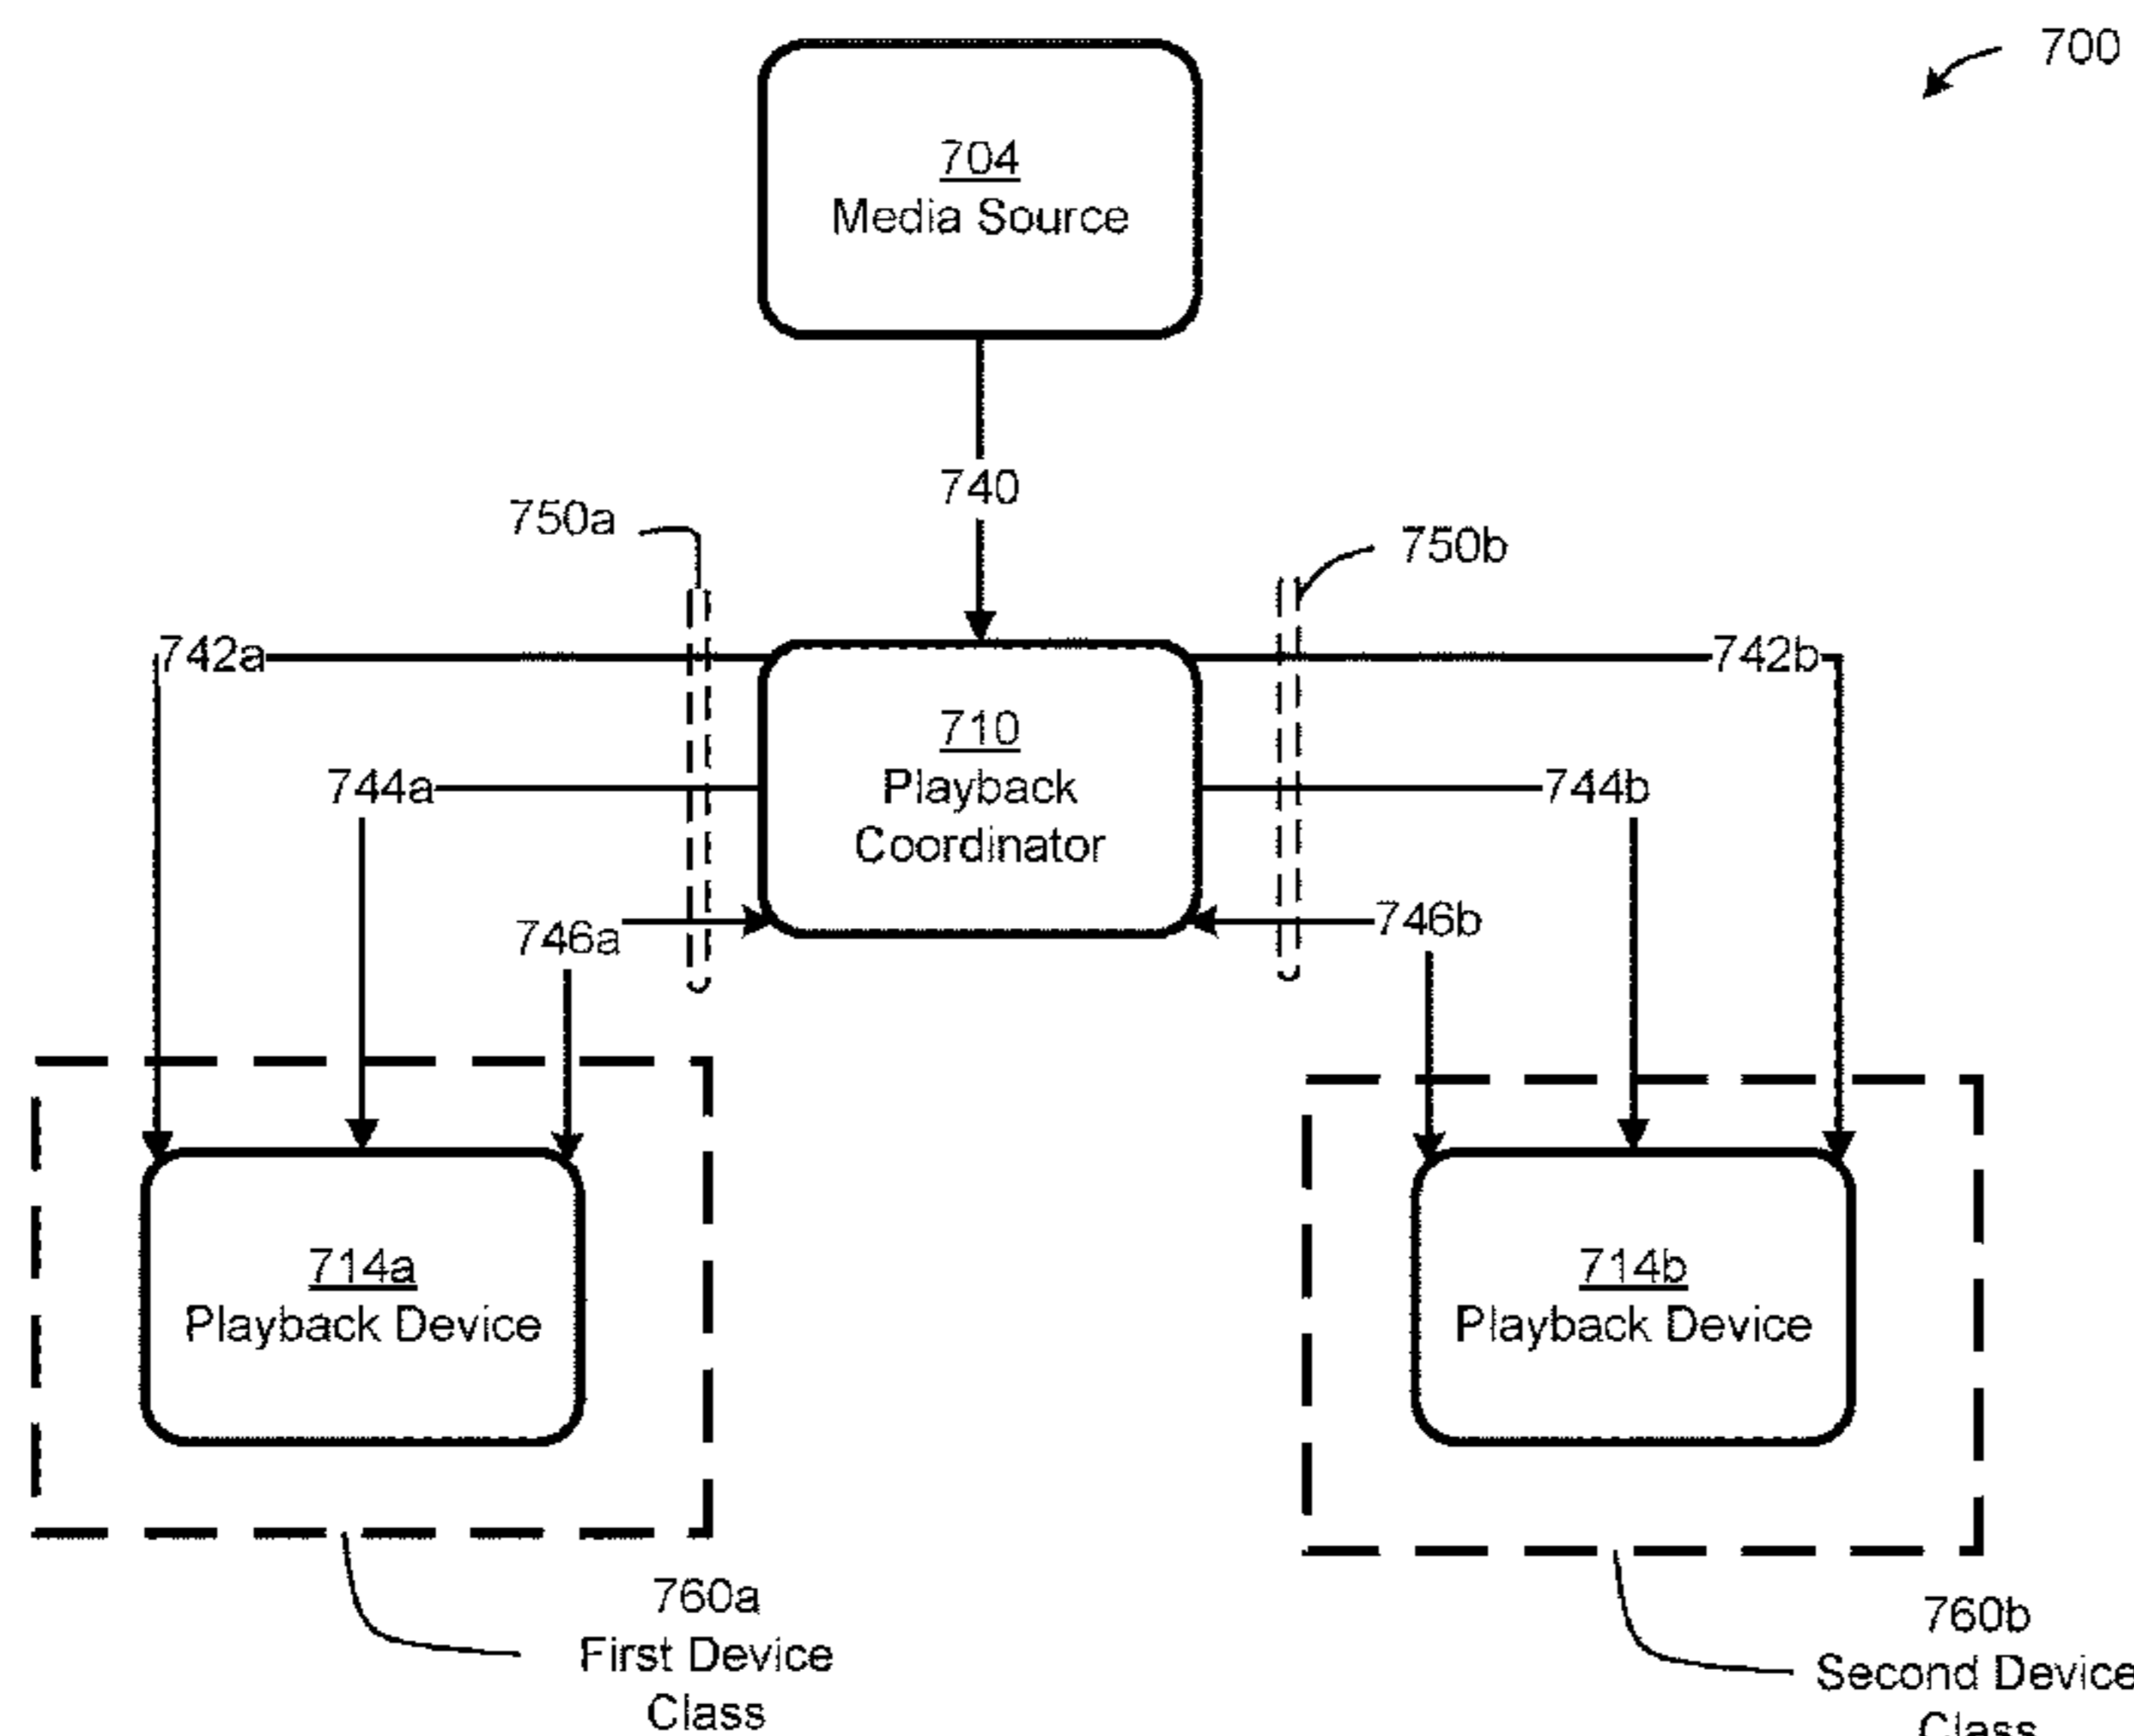 700
704
Media Source
740
750a
750b
742a
742b
710
Playback
Coordinator
744a
744b
746a
746b
714a
Playback Device
714b
Playback Device
760a
First Device
Class
760b
Second Device
Class